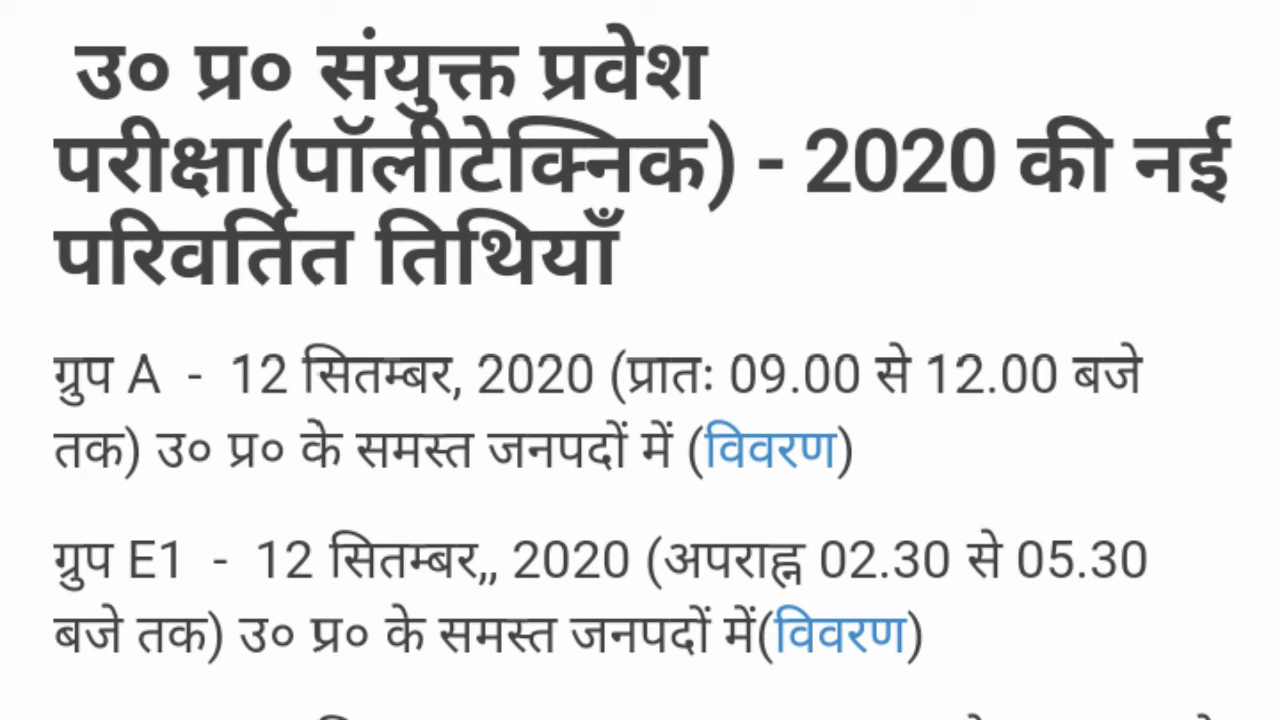 उ० प्र० संयुक्त प्रवेश
परीक्षा(पॉलीटेक्निक) - 2020 की नई
परिवर्तित तिथियाँ
ग्रुप A - 12 सितम्बर, 2020 (प्रातः 09.00 से 12.00 बजे
तक) उ० प्र० के समस्त जनपदों में (विवरण)
ग्रुप E1 - 12 सितम्बर,, 2020 (अपराह्न 02.30 से 05.30
बजे तक) उ० प्र० के समस्त जनपदों में(विवरण)